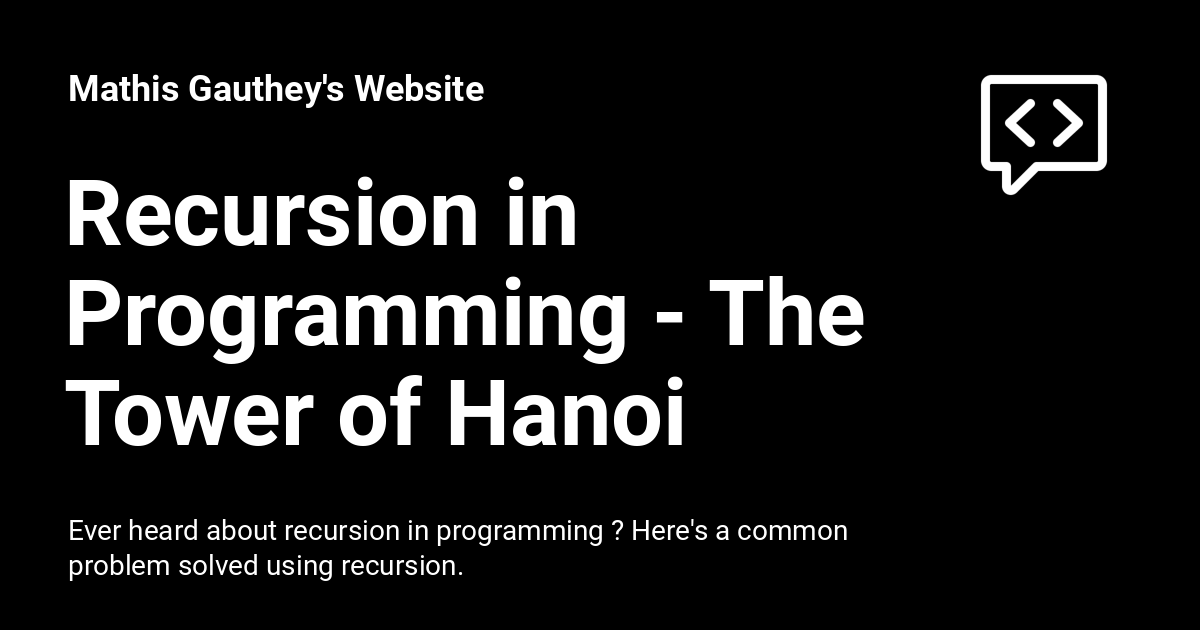 Mathis Gauthey's Website
Recursion in
Programming - The
Tower of Hanoi
Ever heard about recursion in programming ? Here's a common
problem solved using recursion.